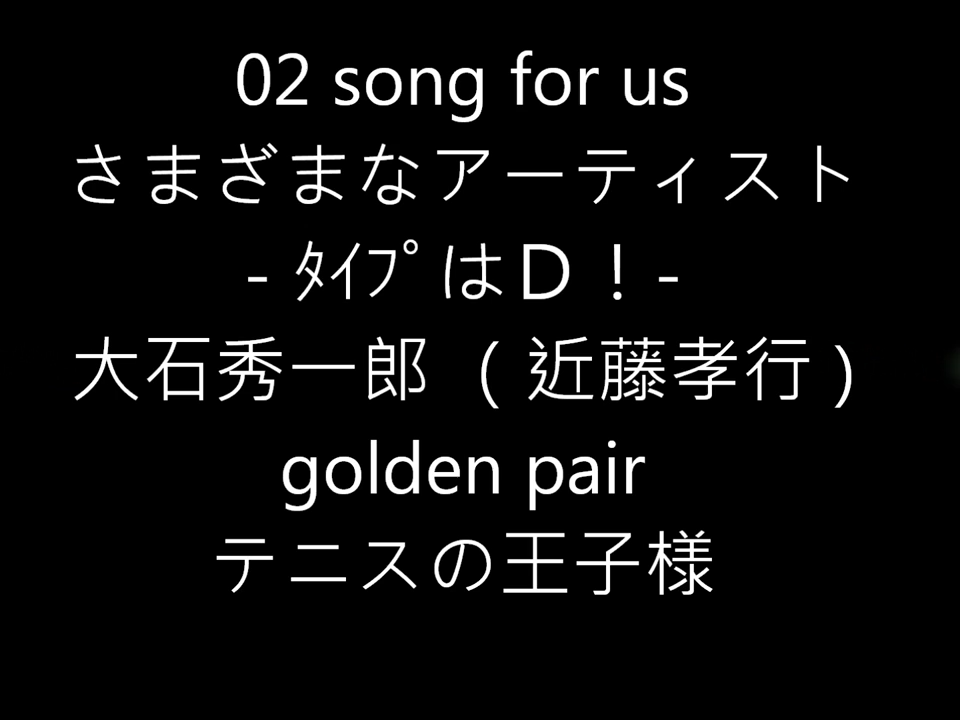 02 song for us
さまざまなアーティスト
- ﾀｲﾌﾟはＤ！-
大石秀一郎 （近藤孝行）
golden pair
テニスの王子様